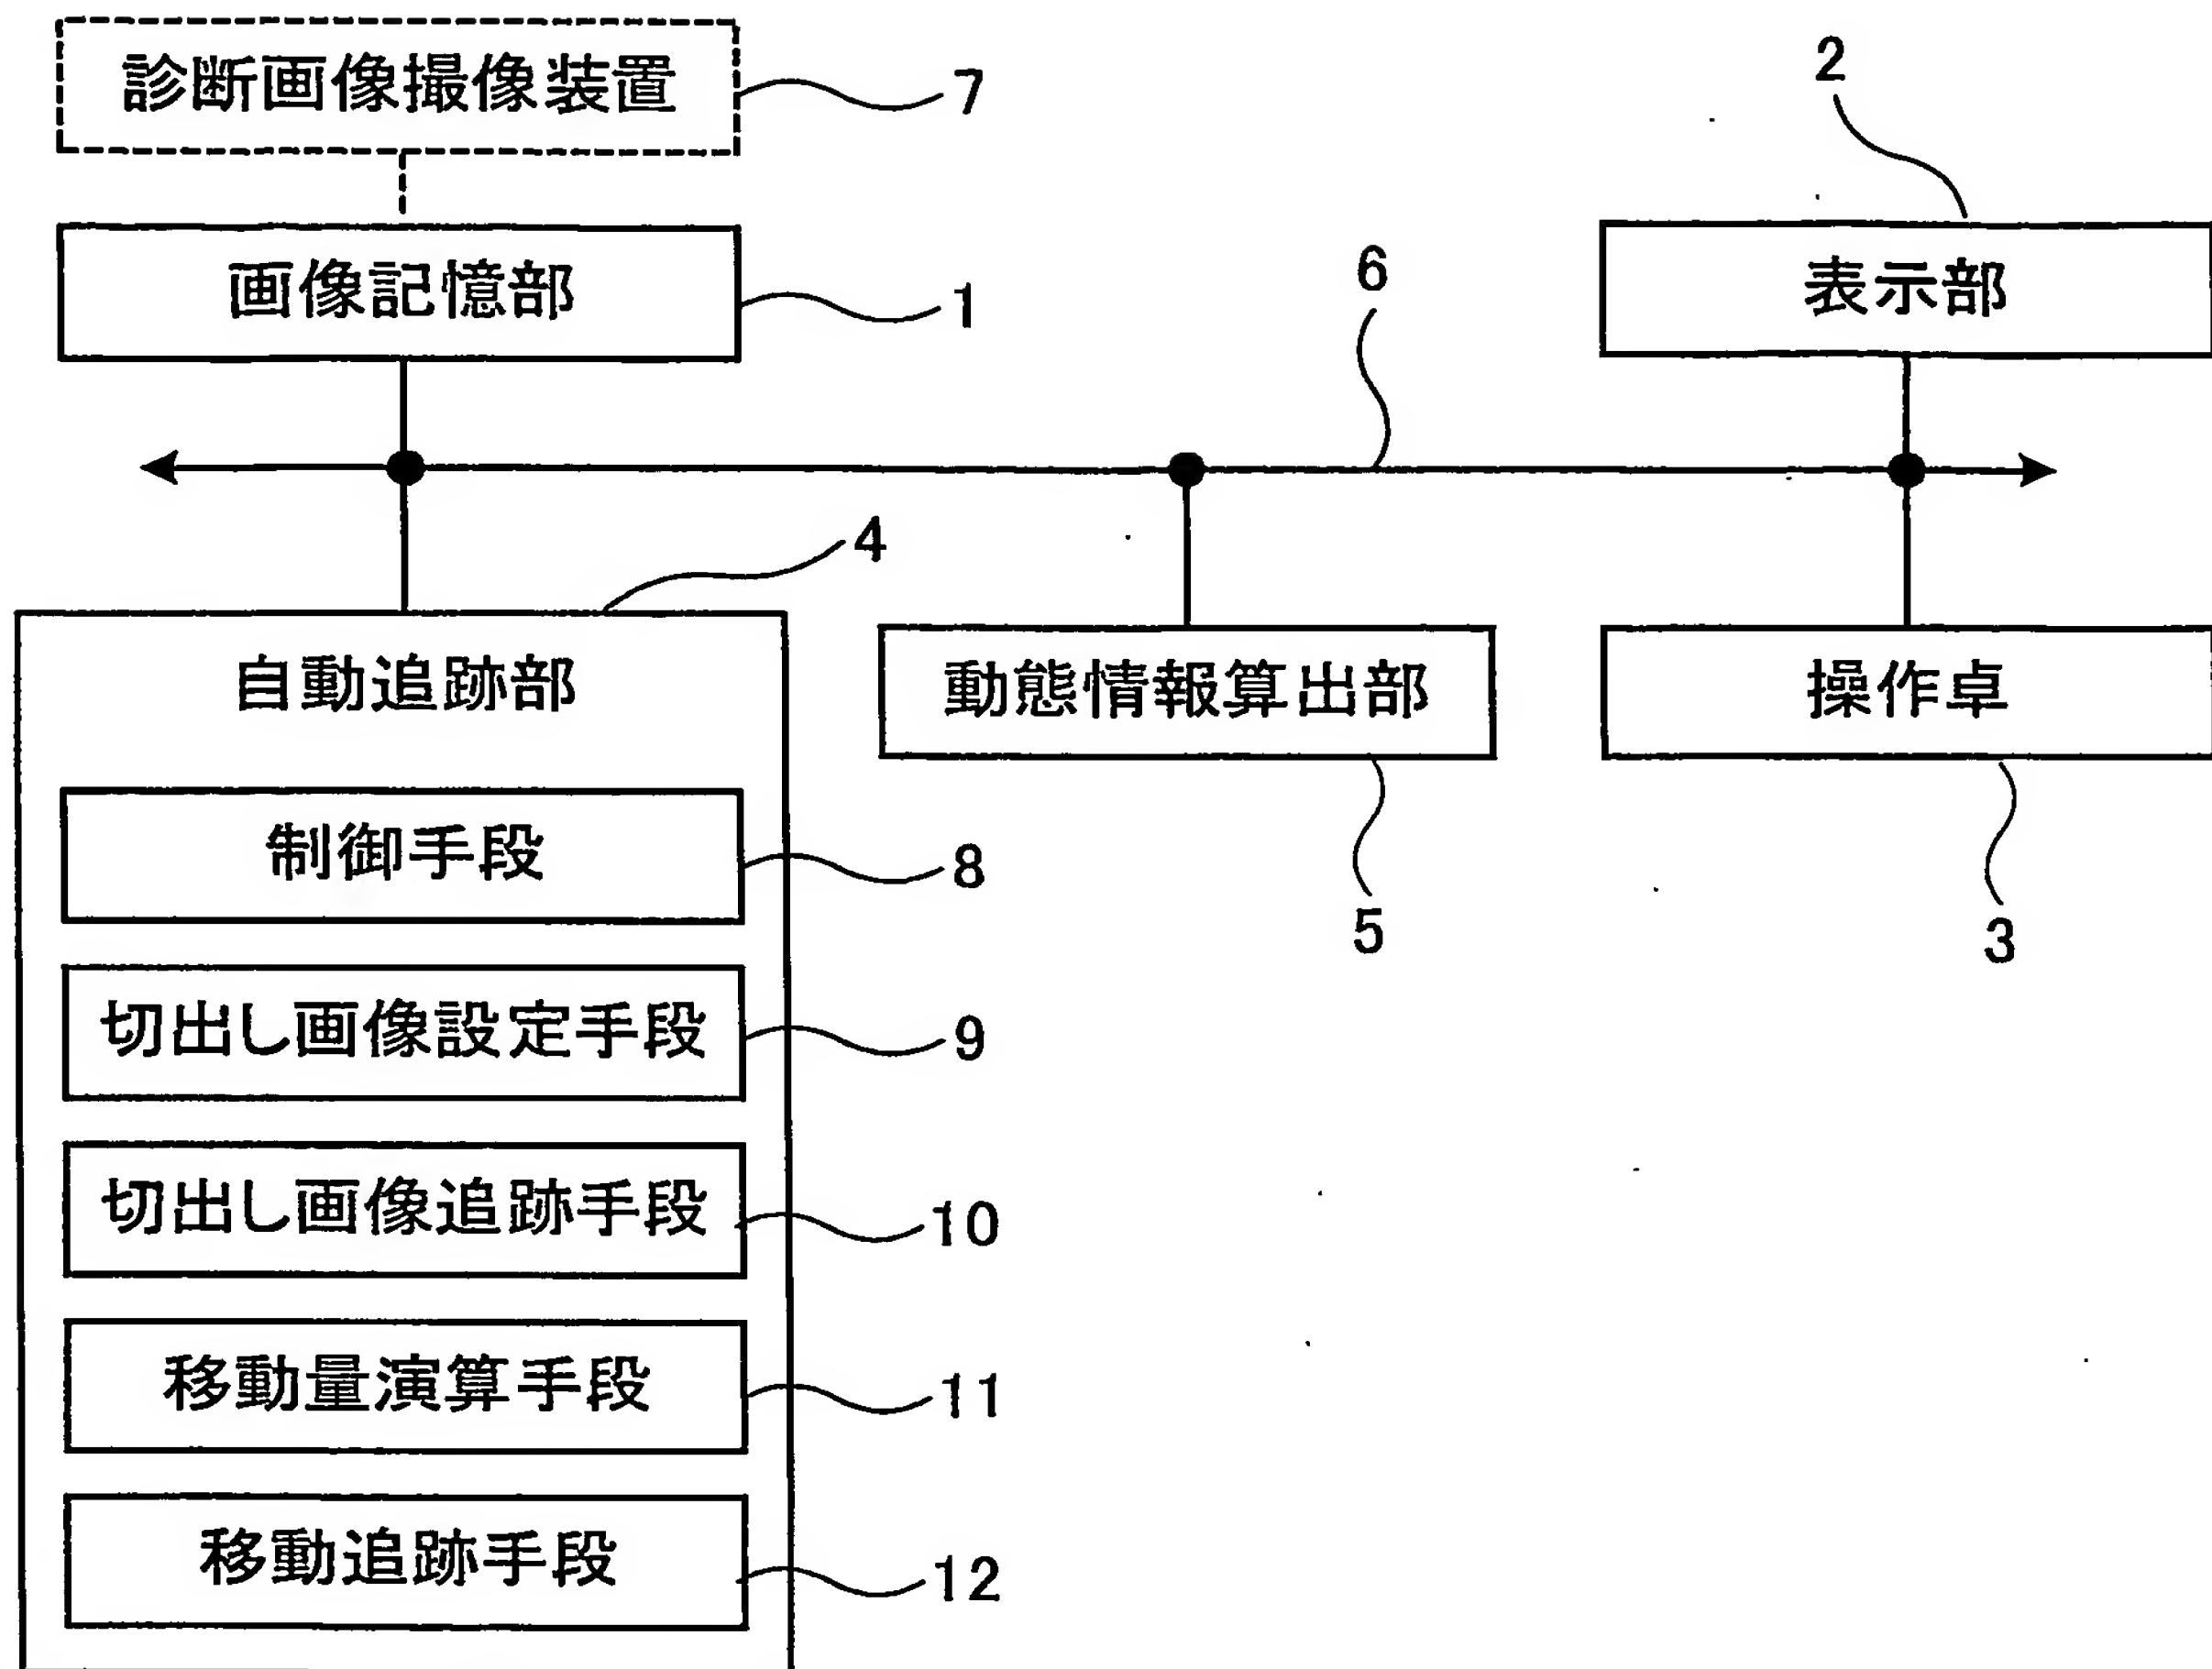 診断画像撮像装置
7
2
画像記憶部
1
6
表示部
4
自動追跡部
動態情報算出部
操作卓
制御手段
8
5
3
切出し画像設定手段
9
切出し画像追跡手段
10
移動量演算手段
11
移動追跡手段
12